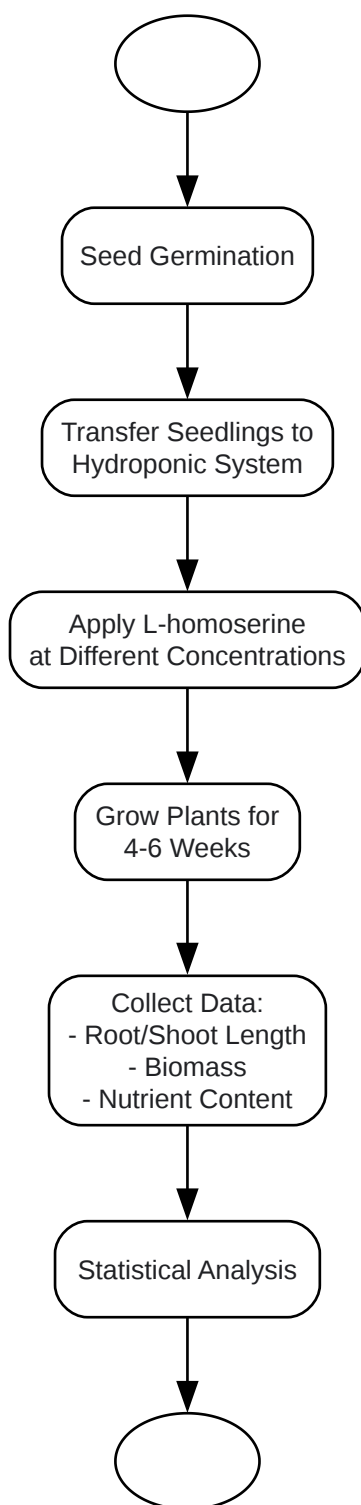 Seed Germination
Transfer Seedlings to
Hydroponic System
Apply L-homoserine
at Different Concentrations
Grow Plants for
4-6 Weeks
Collect Data:
- Root/Shoot Length
- Biomass
- Nutrient Content
Statistical Analysis